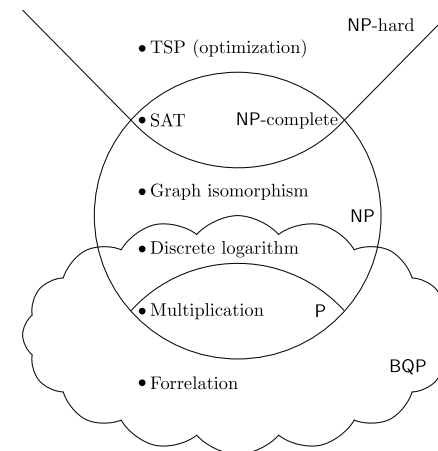 NP-hard
• TSP (optimization)
• SAT
NP-complete
• Graph isomorphism
NP
• Discrete logarithm
• Multiplication
P
BQP
• Forrelation